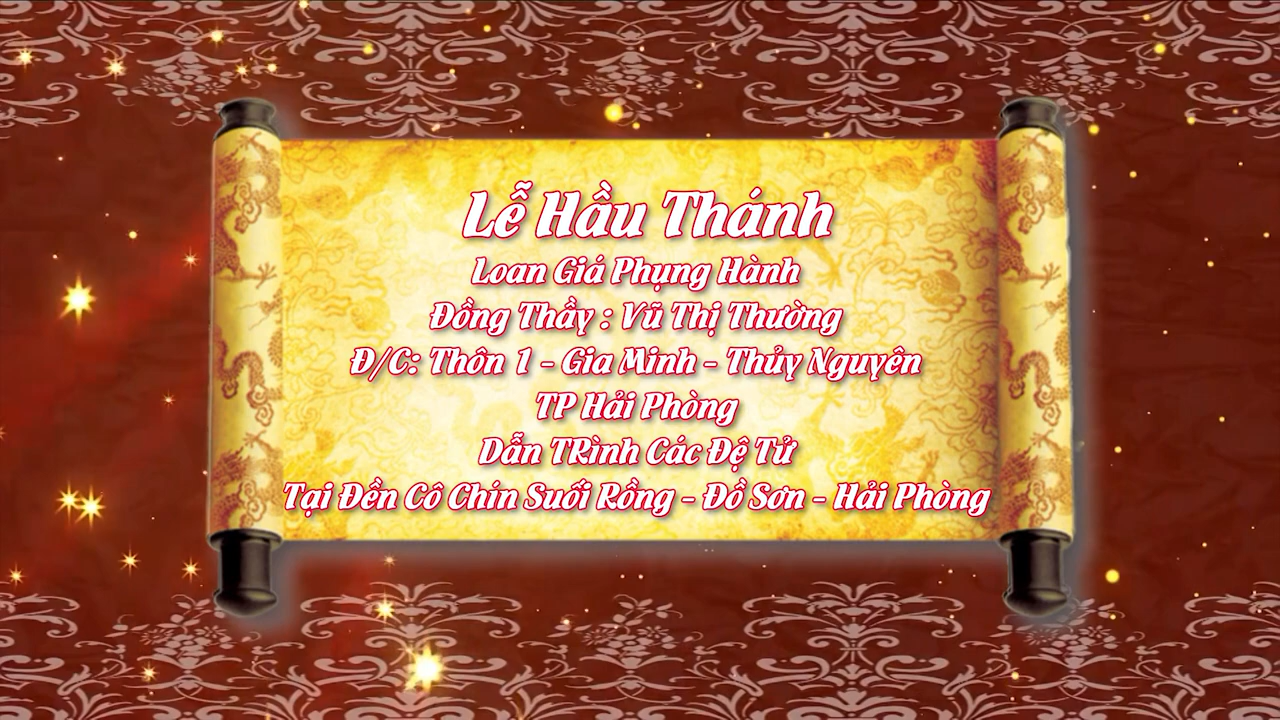 Lễ Hầu Thánh
Loan Giá Phụng Hành
Đồng Thầy : Vũ Thị Thường
Đ/C: Thôn 1 - Gia Minh - Thủy Nguyên
TP Hải Phòng
Dẫn TRình Các Đệ Tử
Tại Đền Cô Chín Suối Rồng - Đồ Sơn - Hải Phòng